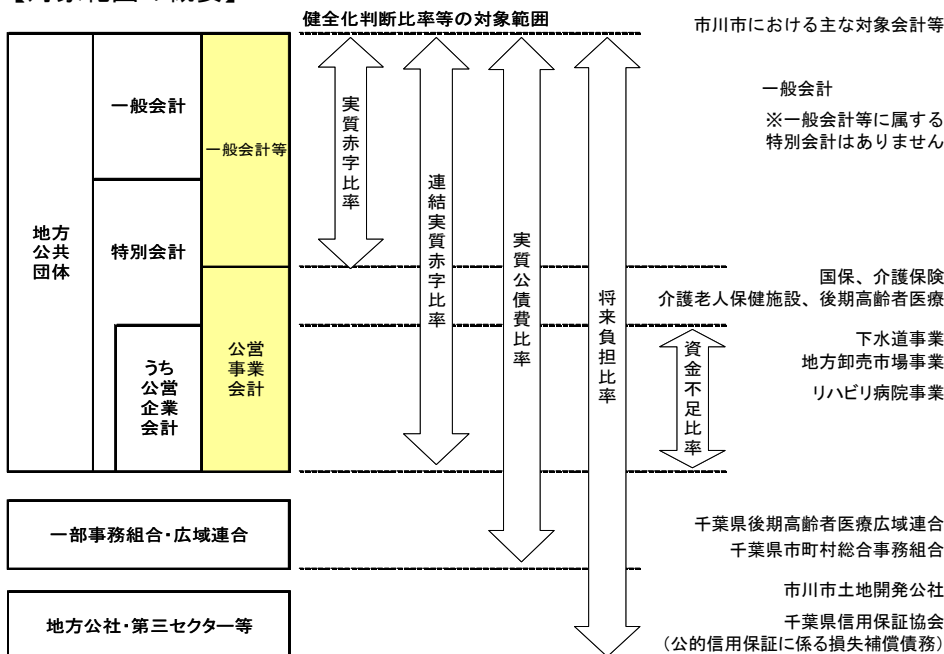 健全化判断比率等の対象範囲
市川市における主な対象会計等
地方
公共
団体
一般会計
特別会計
うち
公営
企業
会計
一般会計等
公営
事業
会計
実質赤字比率
連結実質赤字比率
実質公債費比率
将来負担比率
資金不足比率
一般会計
※一般会計等に属する
特別会計はありません
国保、介護保険
介護老人保健施設、後期高齢者医療
下水道事業
地方卸売市場事業
リハビリ病院事業
一部事務組合・広域連合
千葉県後期高齢者医療広域連合
千葉県市町村総合事務組合
地方公社・第三セクター等
市川市土地開発公社
千葉県信用保証協会
（公的信用保証に係る損失補償債務）